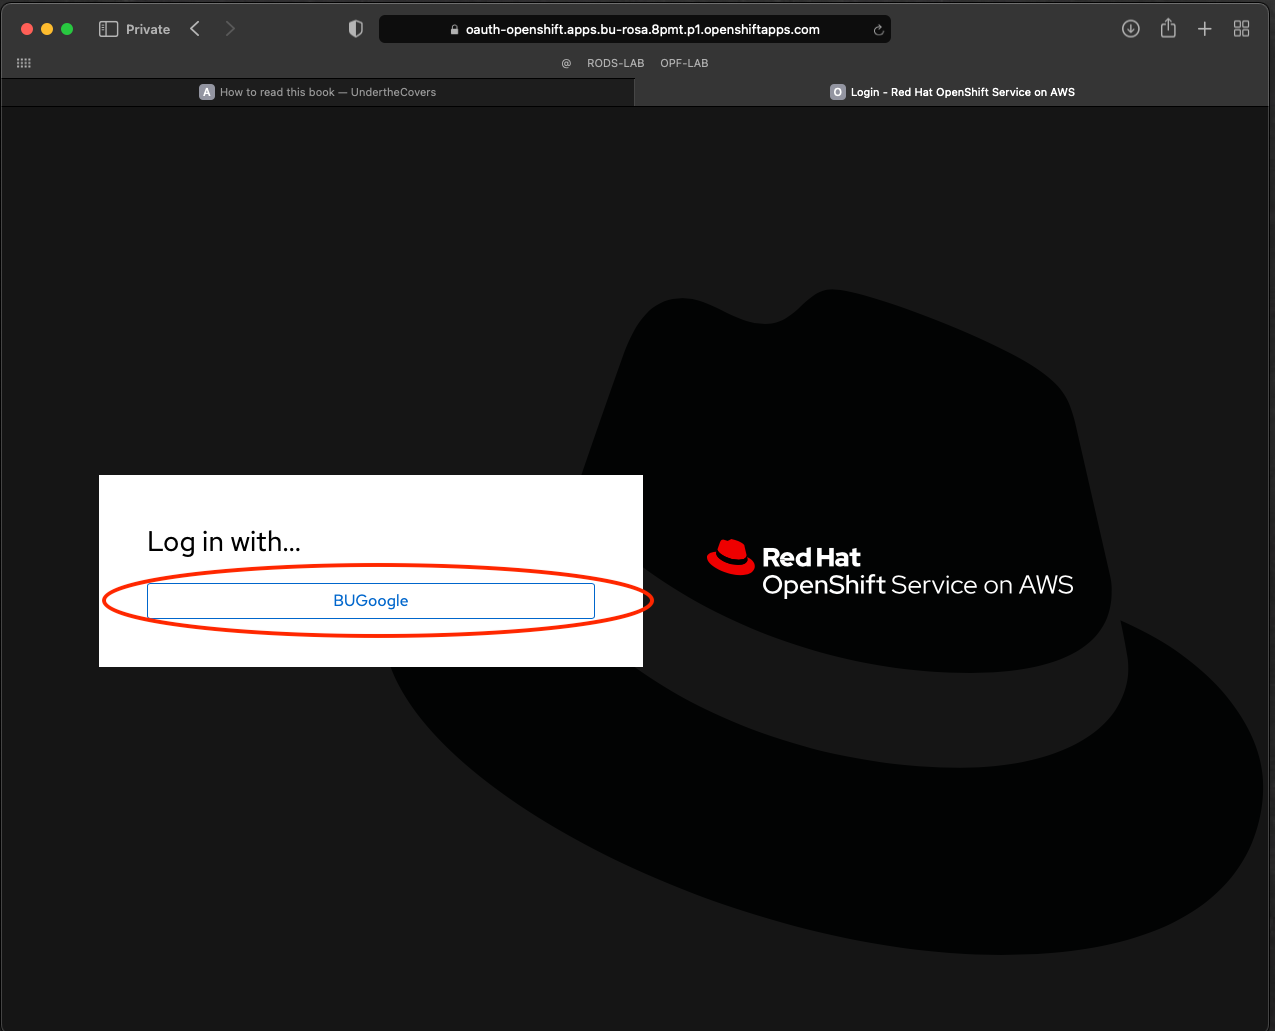 Private
oauth-openshift.apps.bu-rosa.8pmt.p1.openshiftapps.com
@ RODS-LAB OPF-LAB
A How to read this book — UndertheCovers
O Login - Red Hat OpenShift Service on AWS
Log in with...
BUGoogle
Red Hat
OpenShift Service on AWS